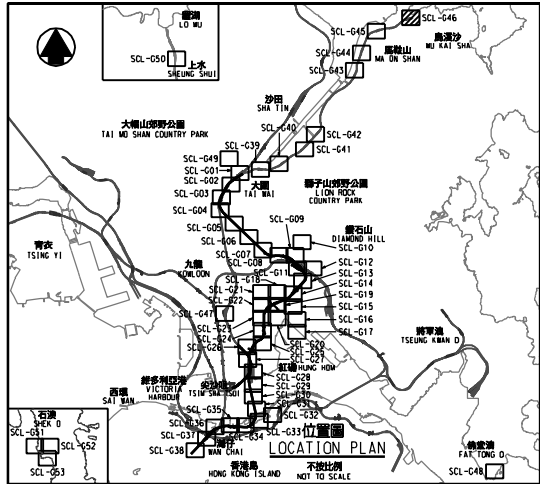 羅湖
LO WU
SCL-G50
上水
SHEUNG SHUI
SCL-G46
SCL-G45
烏溪沙
WU KAI SHA
SCL-G44
馬鞍山
MA ON SHAN
SCL-G43
沙田
SHA TIN
大帽山郊野公園
TAI MO SHAN COUNTRY PARK
SCL-G40
SCL-G39
SCL-G42
SCL-G41
SCL-G49
SCL-G01
SCL-G02
SCL-G03
SCL-G04
大圍
TAI WAI
獅子山郊野公園
LION ROCK
COUNTRY PARK
SCL-G05
SCL-G06
SCL-G07
SCL-G08
SCL-G09
鑽石山
DIAMOND HILL
SCL-G10
SCL-G11
SCL-G12
SCL-G13
SCL-G14
SCL-G19
SCL-G15
SCL-G16
SCL-G17
青衣
TSING YI
九龍
KOWLOON
SCL-G18
SCL-G21
SCL-G22
SCL-G47
SCL-G23
SCL-G24
SCL-G26
SCL-G20
SCL-G27
紅磡
HUNG HOM
將軍澳
TSEUNG KWAN O
SCL-G28
SCL-G29
SCL-G30
SCL-G32
SCL-G33
SCL-G34
SCL-G35
SCL-G36
SCL-G37
SCL-G38
西環
SAI WAN
維多利亞港
VICTORIA
HARBOUR
尖沙咀
TSIM SHA TSUI
灣仔
WAN CHAI
香港島
HONG KONG ISLAND
石澳
SHEK O
SCL-G51
SCL-G52
SCL-G53
佛堂澳
FAT TONG O
SCL-G48
位置圖
LOCATION PLAN
不按比例
NOT TO SCALE